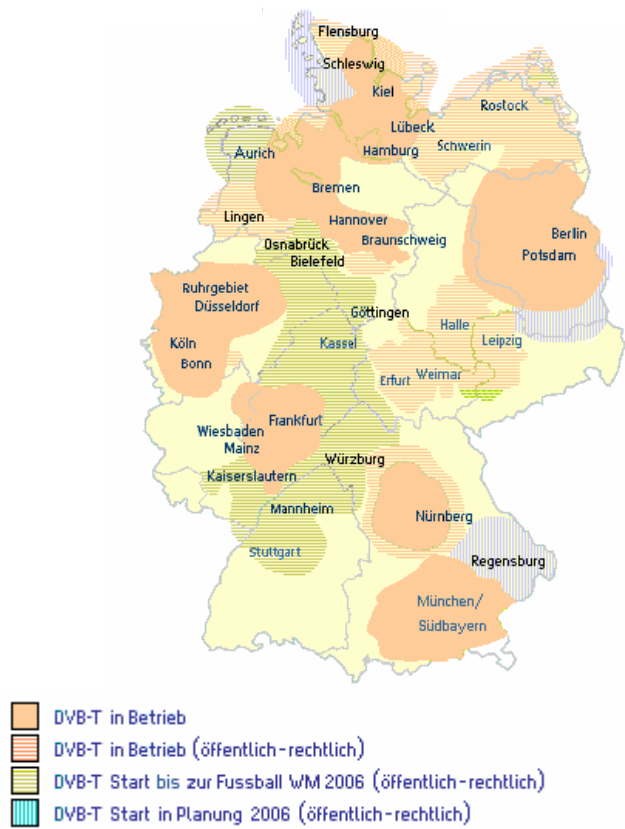 Flensburg
Schleswig
Kiel
Rostock
Lübeck
Hamburg
Schwerin
Aurich
Bremen
Lingen
Hannover
Braunschweig
Berlin
Osnabrück
Bielefeld
Potsdam
Ruhrgebiet
Düsseldorf
Göttingen
Halle
Leipzig
Köln
Kassel
Bonn
Erfurt
Weimar
Frankfurt
Wiesbaden
Mainz
Würzburg
Kaiserslautern
Mannheim
Nürnberg
Stuttgart
Regensburg
München/
Südbayern
DVB-T in Betrieb
DVB-T in Betrieb (öffentlich-rechtlich)
DVB-T Start bis zur Fussball WM 2006 (öffentlich-rechtlich)
DVB-T Start in Planung 2006 (öffentlich-rechtlich)